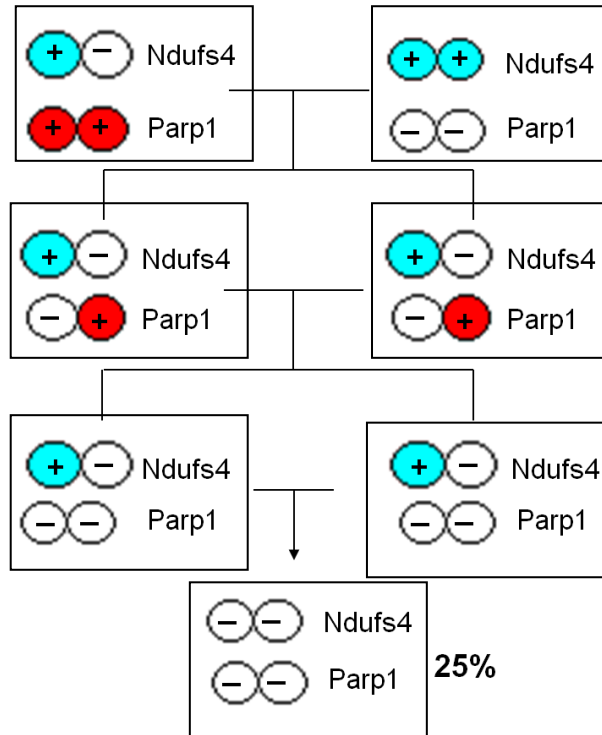 + − Ndufs4
+ + Parp1
+ + Ndufs4
− − Parp1
+ − Ndufs4
− + Parp1
+ − Ndufs4
− + Parp1
+ − Ndufs4
− − Parp1
+ − Ndufs4
− − Parp1
− − Ndufs4
− − Parp1
25%